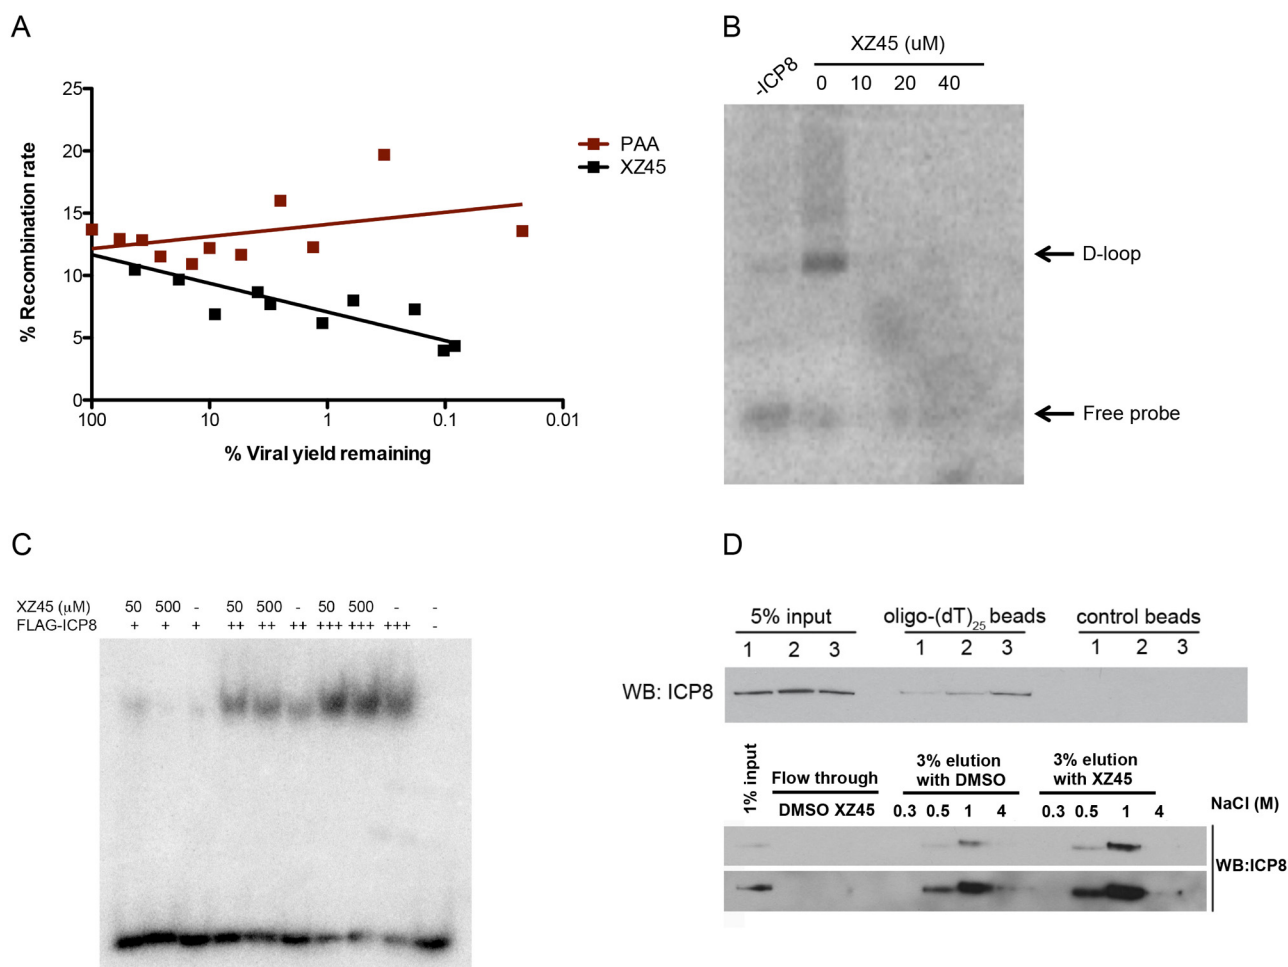 A
25
20
15
10
5
0
100
10
1
0.1
0.01
% Recombination rate
% Viral yield remaining
PAA
XZ45
B
XZ45 (uM)
-ICP8
0 10 20 40
D-loop
Free probe
C
XZ45 (μM) 50 500 - 50 500 - 50 500 - -
FLAG-ICP8 + + + ++ ++ ++ +++ +++ +++ -
D
5% input oligo-(dT)25 beads control beads
1 2 3 1 2 3 1 2 3
WB: ICP8
1% input
Flow through
DMSO XZ45
3% elution
with DMSO
0.3 0.5 1 4
3% elution
with XZ45
0.3 0.5 1 4
NaCl (M)
WB:ICP8